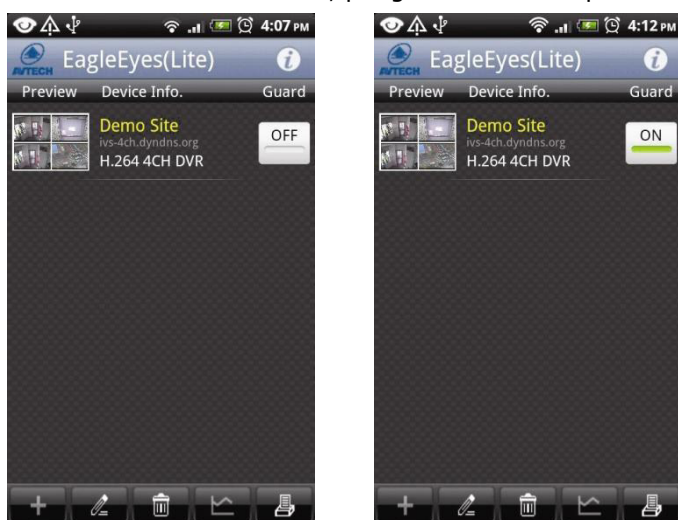 4:07 PM
AVTECH EagleEyes(Lite)
Preview Device Info. Guard
Demo Site
ivs-4ch.dyndns.org
H.264 4CH DVR
OFF
4:12 PM
AVTECH EagleEyes(Lite)
Preview Device Info. Guard
Demo Site
ivs-4ch.dyndns.org
H.264 4CH DVR
ON